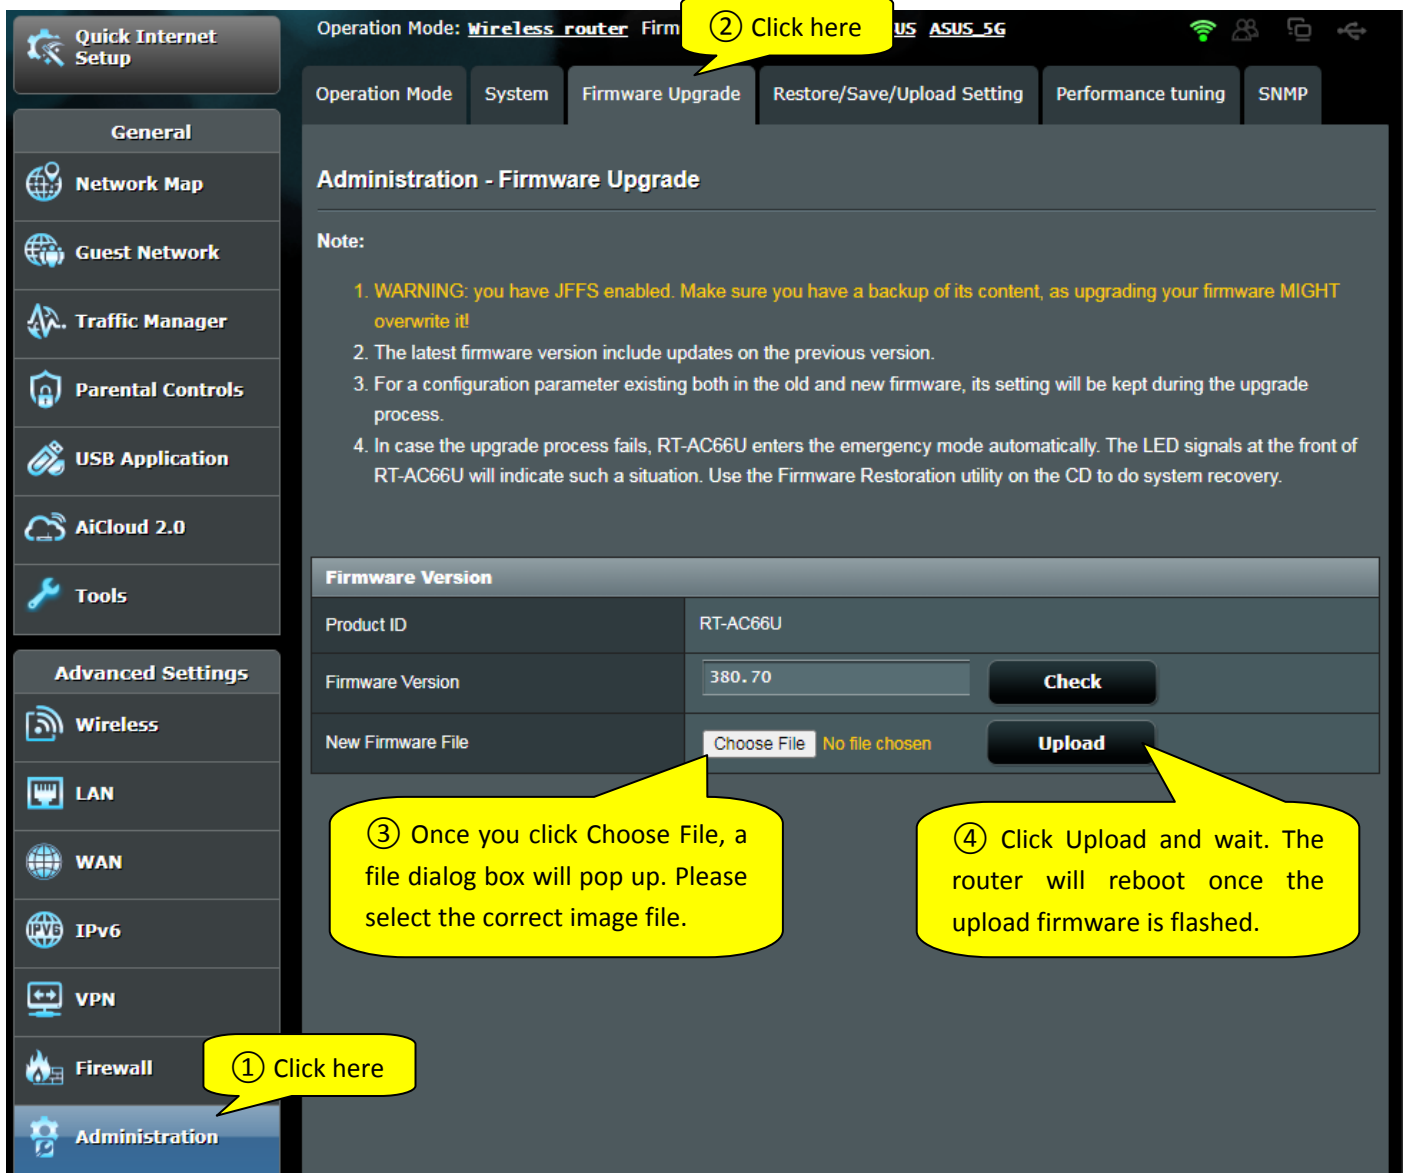 Quick Internet
Setup
General
Network Map
Guest Network
Traffic Manager
Parental Controls
USB Application
AiCloud 2.0
Tools
Advanced Settings
Wireless
LAN
WAN
IPv6
VPN
Firewall
Administration
① Click here
Operation Mode: Wireless router Firm
② Click here
US ASUS_5G
Operation Mode
System
Firmware Upgrade
Restore/Save/Upload Setting
Performance tuning
SNMP
Administration - Firmware Upgrade
Note:
1. WARNING: you have JFFS enabled. Make sure you have a backup of its content, as upgrading your firmware MIGHT
overwrite it!
2. The latest firmware version include updates on the previous version.
3. For a configuration parameter existing both in the old and new firmware, its setting will be kept during the upgrade
process.
4. In case the upgrade process fails, RT-AC66U enters the emergency mode automatically. The LED signals at the front of
RT-AC66U will indicate such a situation. Use the Firmware Restoration utility on the CD to do system recovery.
Firmware Version
Product ID RT-AC66U
Firmware Version 380.70 Check
New Firmware File Choose File No file chosen Upload
③ Once you click Choose File, a
file dialog box will pop up. Please
select the correct image file.
④ Click Upload and wait. The
router will reboot once the
upload firmware is flashed.